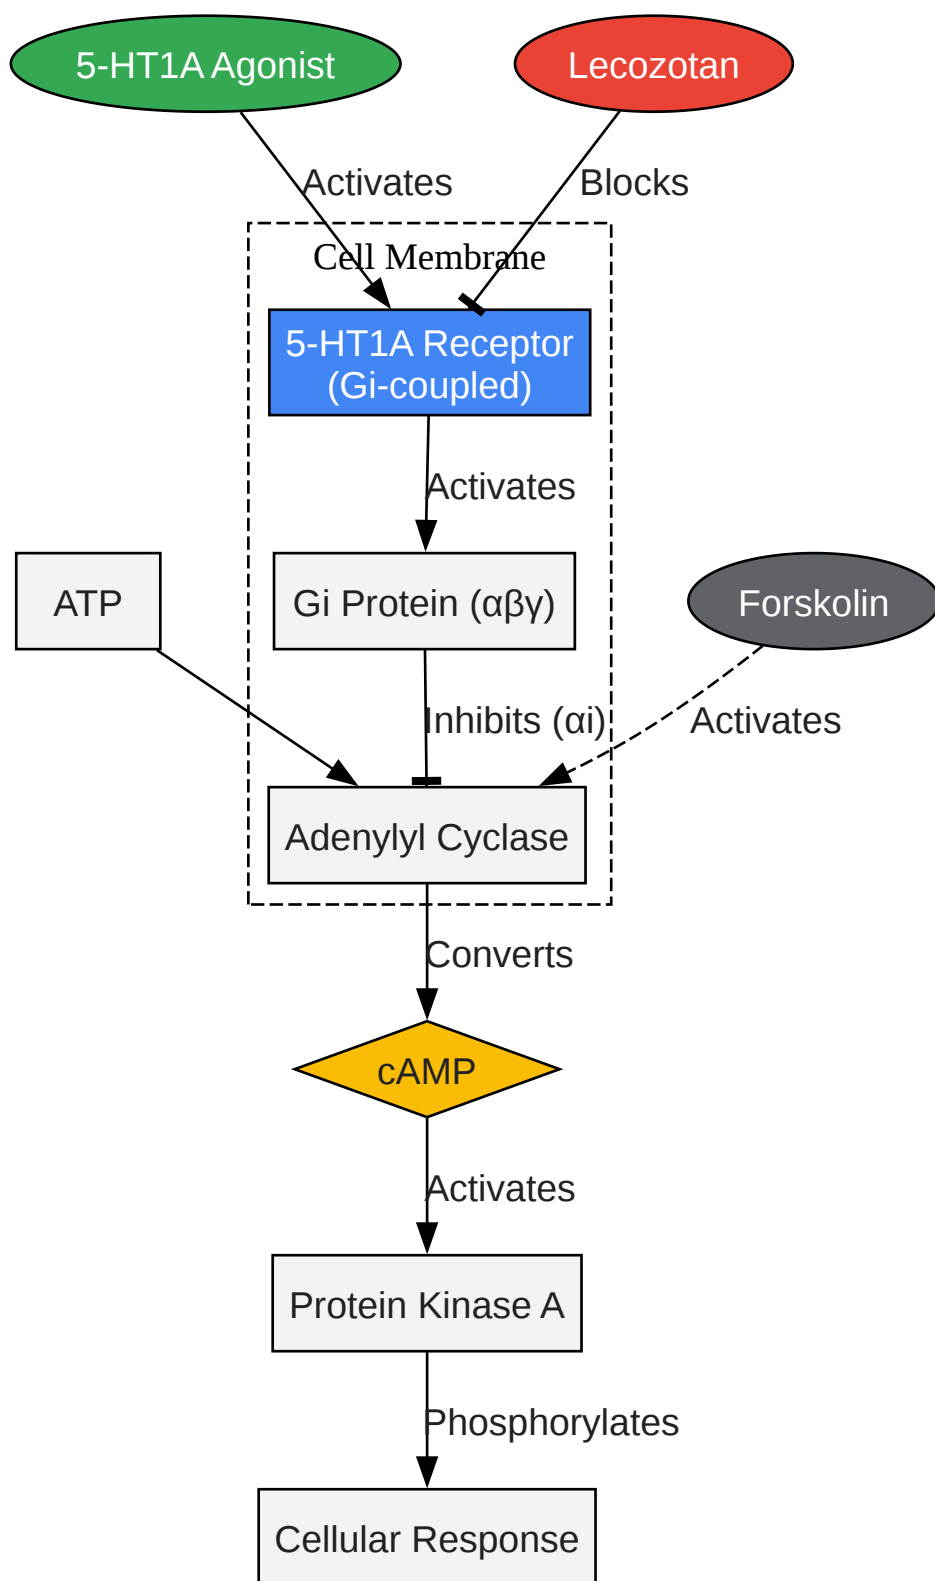 5-HT1A Agonist
Lecozotan
Activates
Blocks
Cell Membrane
5-HT1A Receptor
(Gi-coupled)
Activates
ATP
Gi Protein (αβγ)
Forskolin
Inhibits (αi)
Activates
Adenylyl Cyclase
Converts
cAMP
Activates
Protein Kinase A
Phosphorylates
Cellular Response